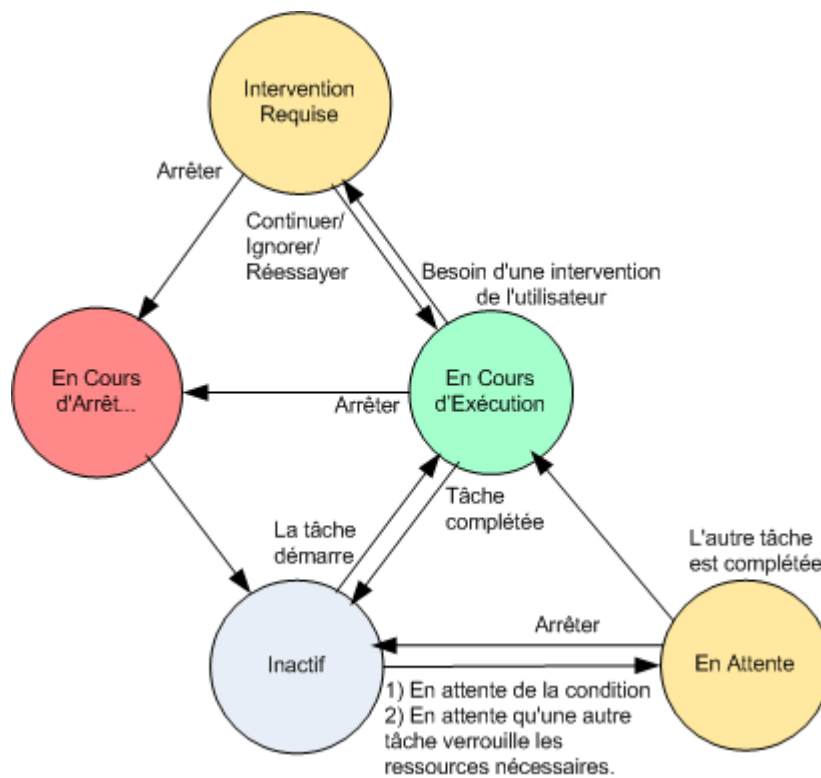 Intervention
Requise
Arrêter
Continuer/
Ignorer/
Réessayer
Besoin d'une intervention
de l'utilisateur
En Cours
d'Arrêt...
En Cours
d'Exécution
Arrêter
Tâche
complétée
La tâche
démarre
L'autre tâche
est complétée
Arrêter
Inactif
En Attente
1) En attente de la condition
2) En attente qu'une autre
tâche verrouille les
ressources nécessaires.